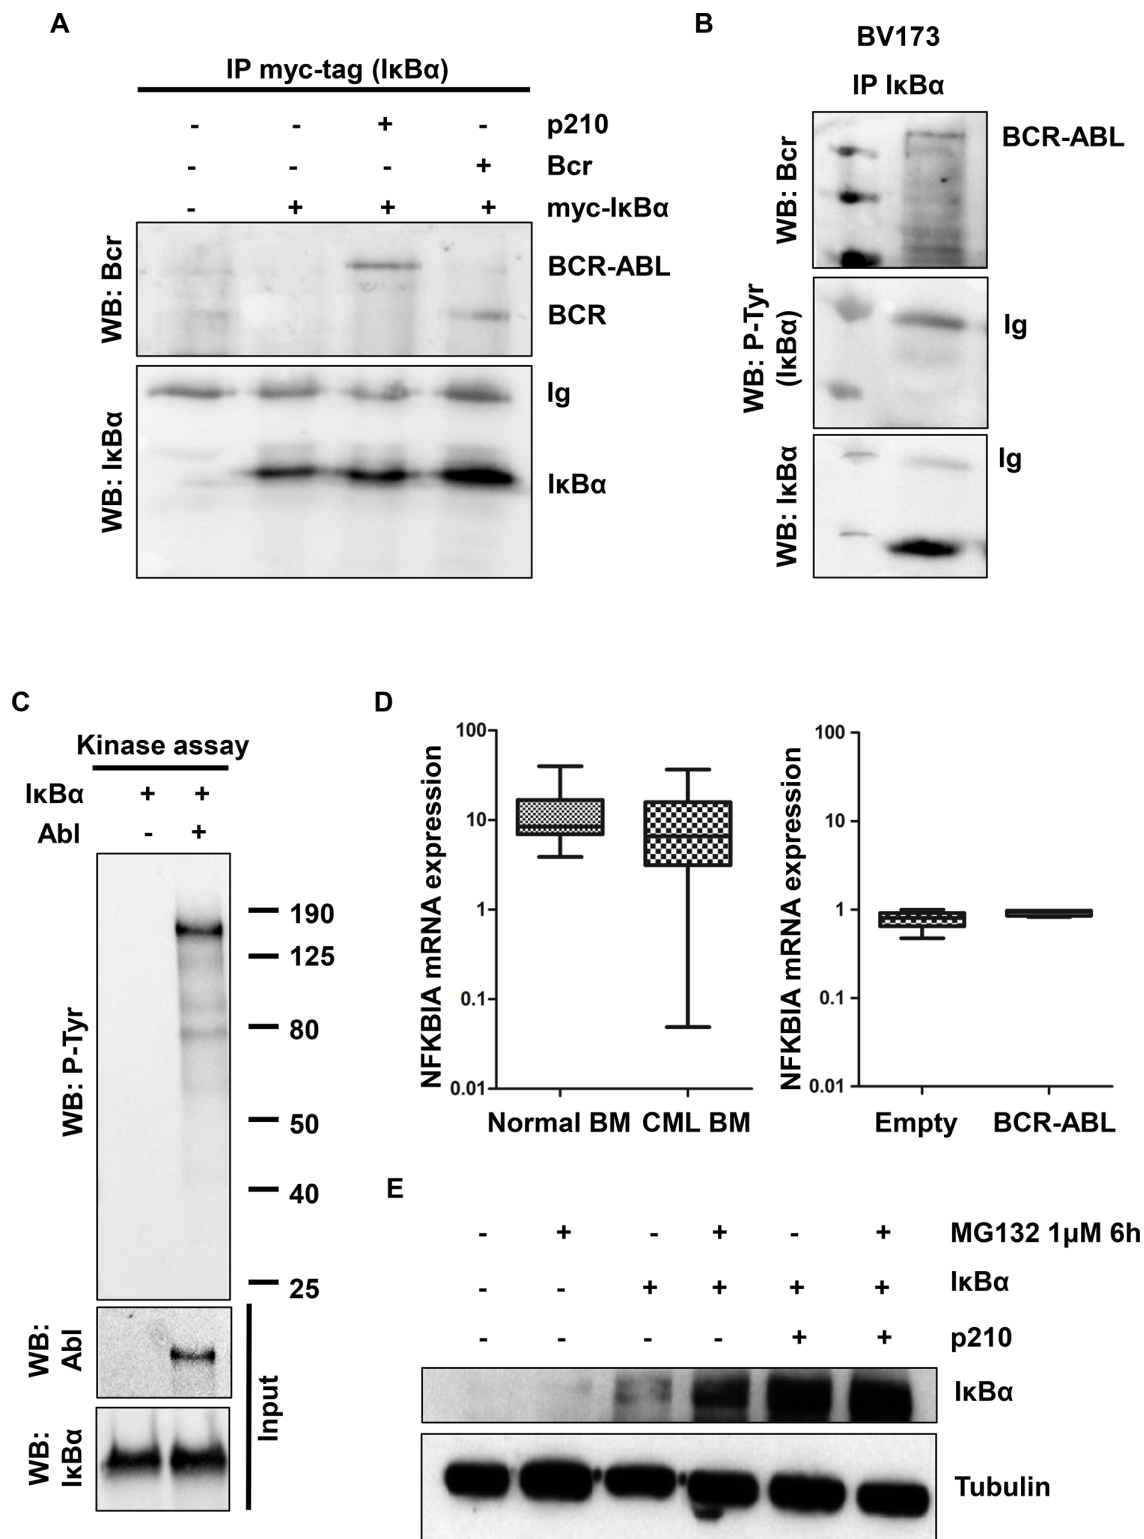 A
IP myc-tag (IκBα)
- - + - p210
- - - + Bcr
- + + + myc-IκBα
WB: Bcr
BCR-ABL
BCR
WB: IκBα
Ig
IκBα
B
BV173
IP IκBα
WB: Bcr
BCR-ABL
WB: P-Tyr
(IκBα)
Ig
WB: IκBα
Ig
C
Kinase assay
IκBα + +
Abl - +
WB: P-Tyr
190
125
80
50
40
25
WB:
Abl
WB:
IκBα
Input
D
NFKBIA mRNA expression
100
10
1
0.1
0.01
Normal BM CML BM
NFKBIA mRNA expression
100
10
1
0.1
0.01
Empty BCR-ABL
E
- + - + - + MG132 1µM 6h
- - + + + + IκBα
- - - - + + p210
IκBα
Tubulin